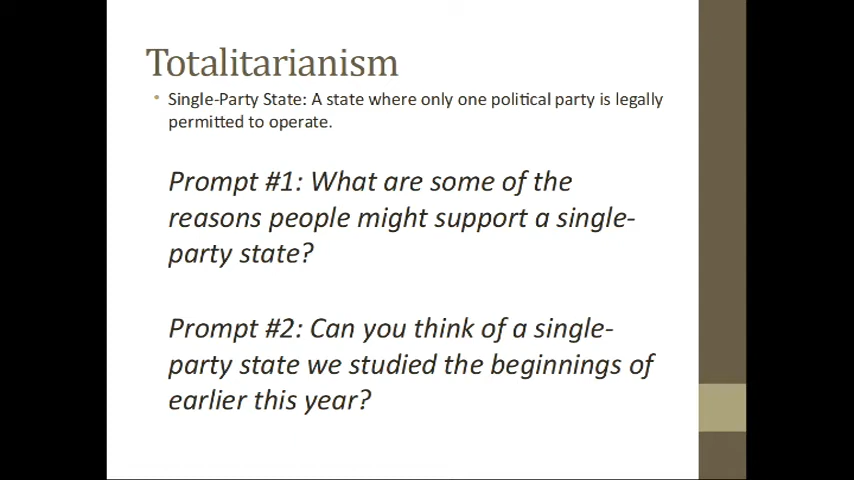 Totalitarianism
• Single-Party State: A state where only one political party is legally
permitted to operate.
Prompt #1: What are some of the
reasons people might support a single-
party state?
Prompt #2: Can you think of a single-
party state we studied the beginnings of
earlier this year?